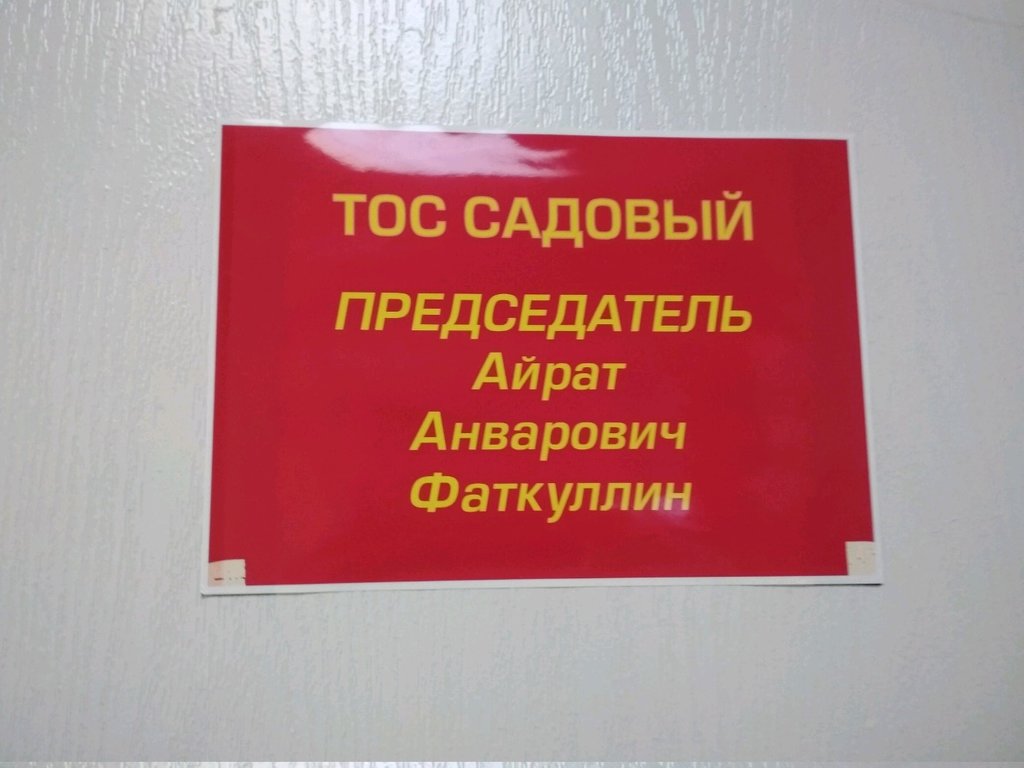 ТОС САДОВЫЙ
ПРЕДСЕДАТЕЛЬ
Айрат
Анварович
Фаткуллин